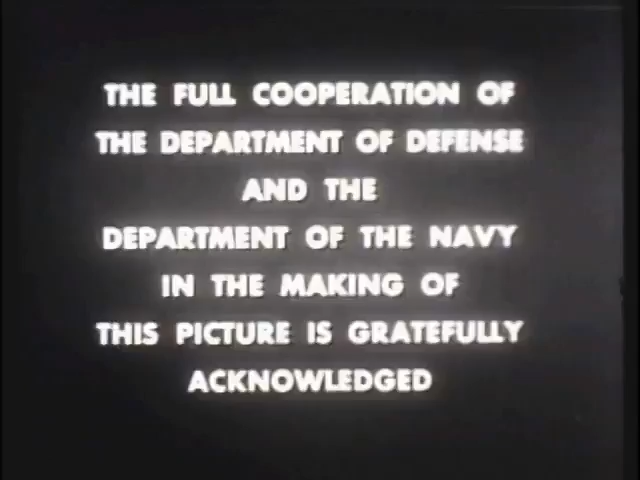 THE FULL COOPERATION OF
THE DEPARTMENT OF DEFENSE
AND THE
DEPARTMENT OF THE NAVY
IN THE MAKING OF
THIS PICTURE IS GRATEFULLY
ACKNOWLEDGED